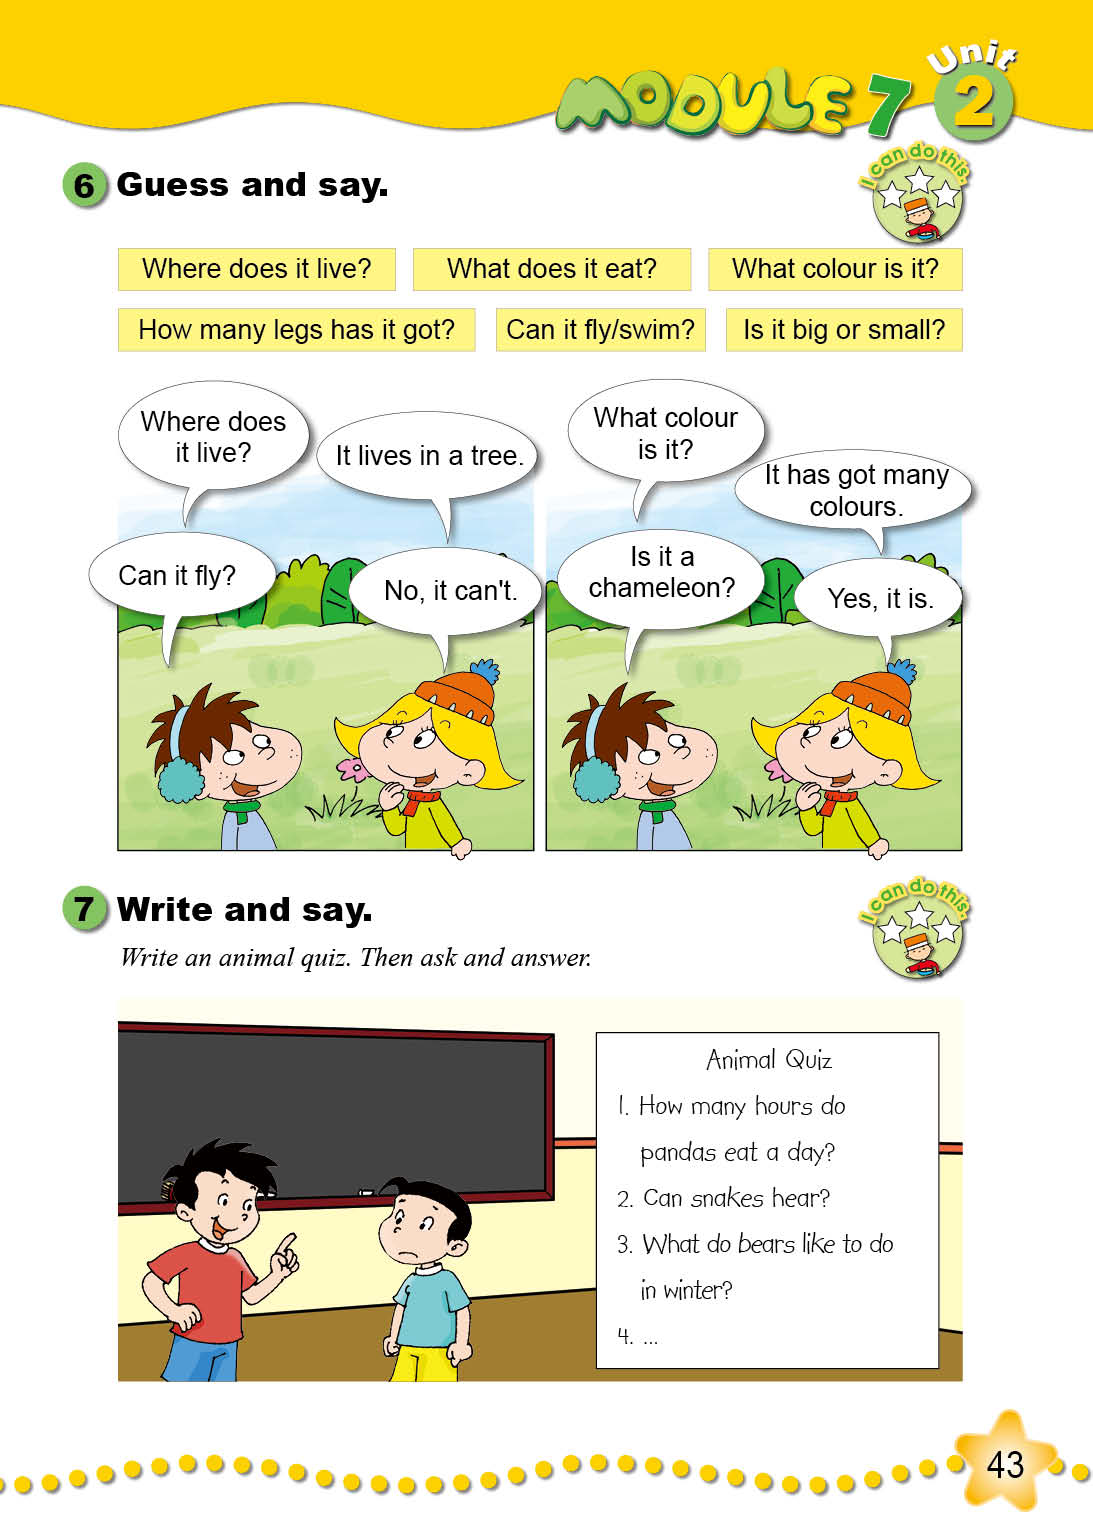 MODULE 7
Unit
2
6 Guess and say.
I can do this.
Where does it live?
What does it eat?
What colour is it?
How many legs has it got?
Can it fly/swim?
Is it big or small?
Where does
it live?
It lives in a tree.
Can it fly?
No, it can't.
What colour
is it?
It has got many
colours.
Is it a
chameleon?
Yes, it is.
7 Write and say.
I can do this.
Write an animal quiz. Then ask and answer.
Animal Quiz
1. How many hours do
pandas eat a day?
2. Can snakes hear?
3. What do bears like to do
in winter?
4. ...
43